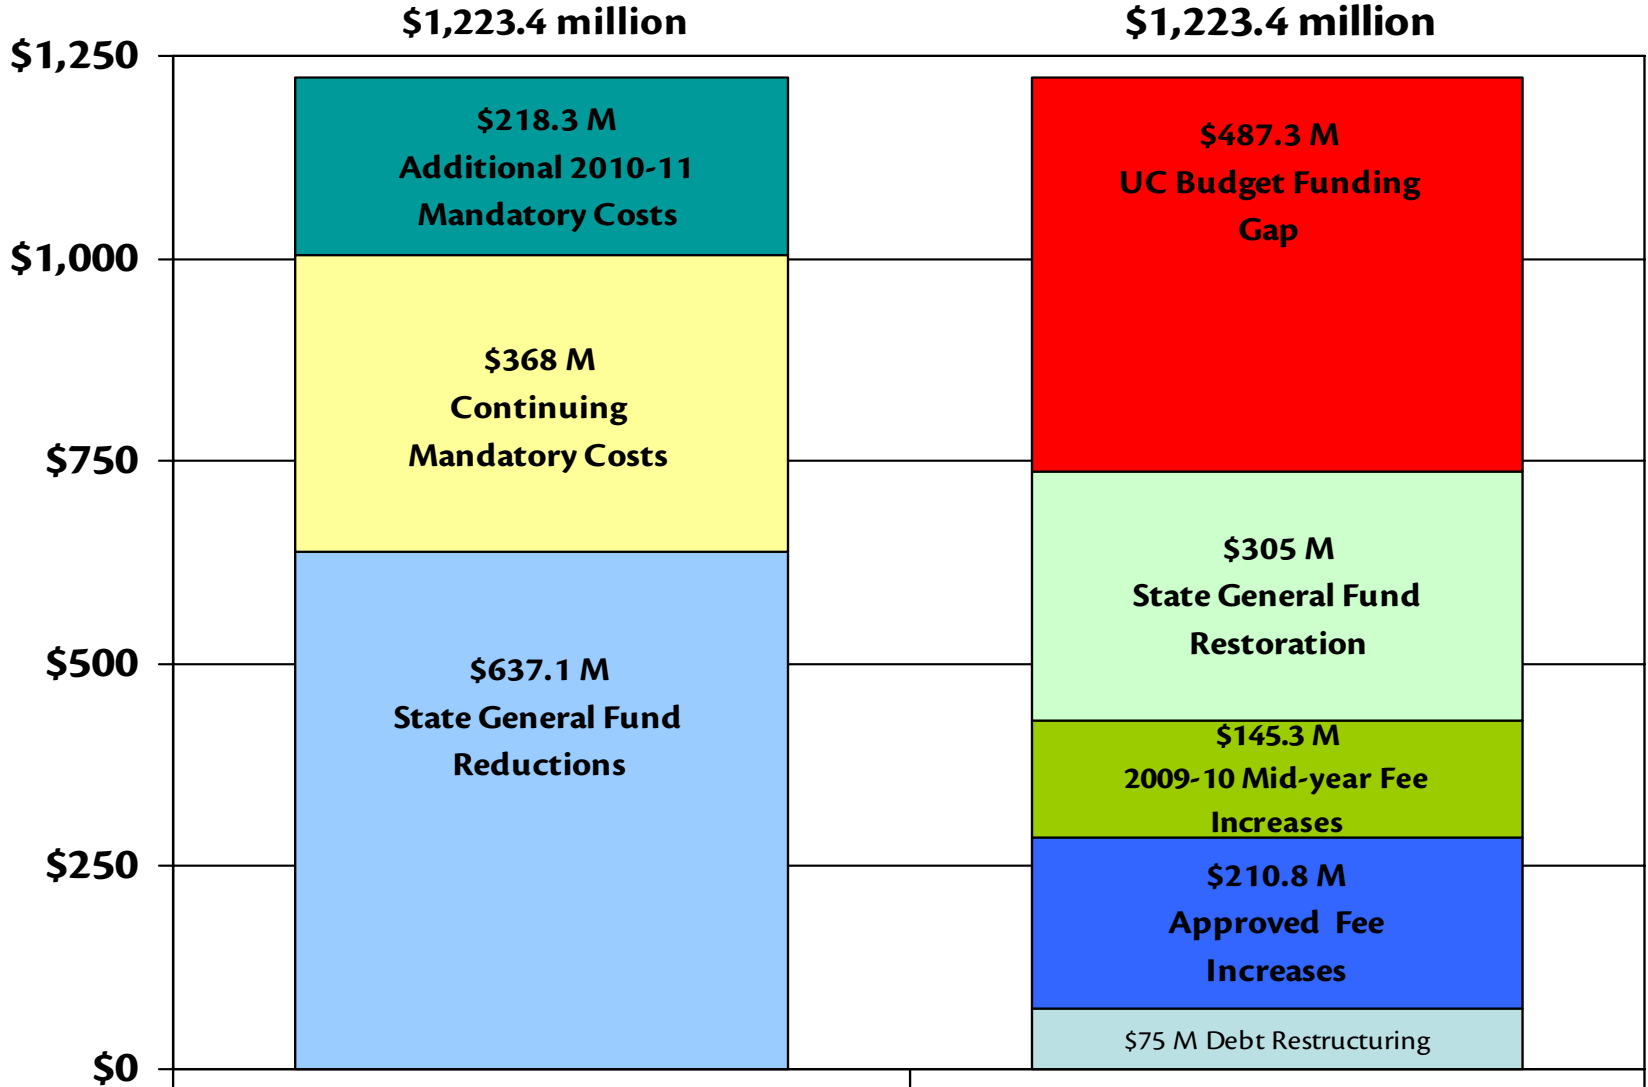 $1,223.4 million
$1,223.4 million
$1,250
$1,000
$750
$500
$250
$0
$218.3 M
Additional 2010-11
Mandatory Costs
$368 M
Continuing
Mandatory Costs
$637.1 M
State General Fund
Reductions
$487.3 M
UC Budget Funding
Gap
$305 M
State General Fund
Restoration
$145.3 M
2009-10 Mid-year Fee
Increases
$210.8 M
Approved Fee
Increases
$75 M Debt Restructuring